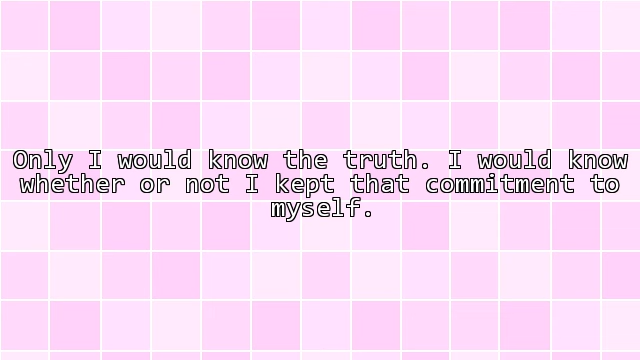 Only I would know the truth. I would know
whether or not I kept that commitment to
myself.